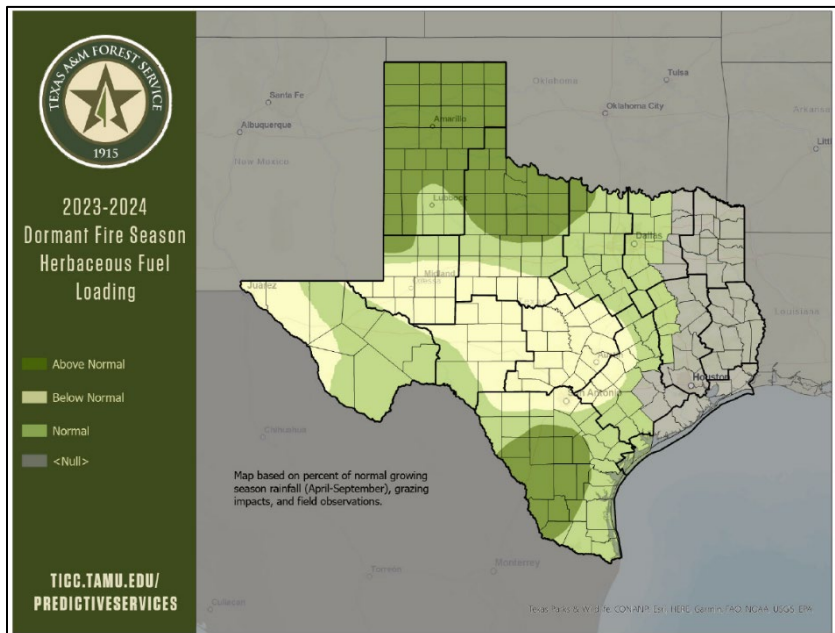 TEXAS A&M FOREST SERVICE
1915
2023-2024
Dormant Fire Season
Herbaceous Fuel
Loading
Above Normal
Below Normal
Normal
<Null>
TICC.TAMU.EDU/
PREDICTIVESERVICES
Oklahoma
Tulsa
Santa Fe
Oklahoma City
Amarillo
Albuquerque
New Mexico
Lubbock
Dallas
Midland
Odessa
Juarez
Louisiana
Austin
Houston
San Antonio
Chihuahua
Map based on percent of normal growing
season rainfall (April-September), grazing
impacts, and field observations.
Torreon
Monterrey
Culiacan
Texas Parks & Wildlife, CONANP, Esri, HERE, Garmin, FAO, NOAA, USGS, EPA